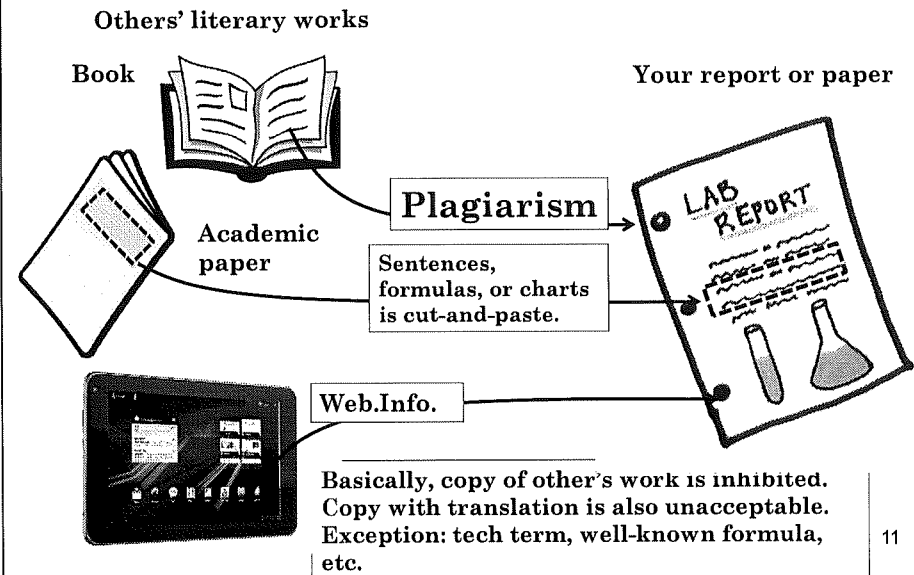 Others' literary works
Book
Your report or paper
Plagiarism
LAB
REPORT
Academic
paper
Sentences,
formulas, or charts
is cut-and-paste.
Web.Info.
Basically, copy of other's work is inhibited.
Copy with translation is also unacceptable.
Exception: tech term, well-known formula,
etc.
11